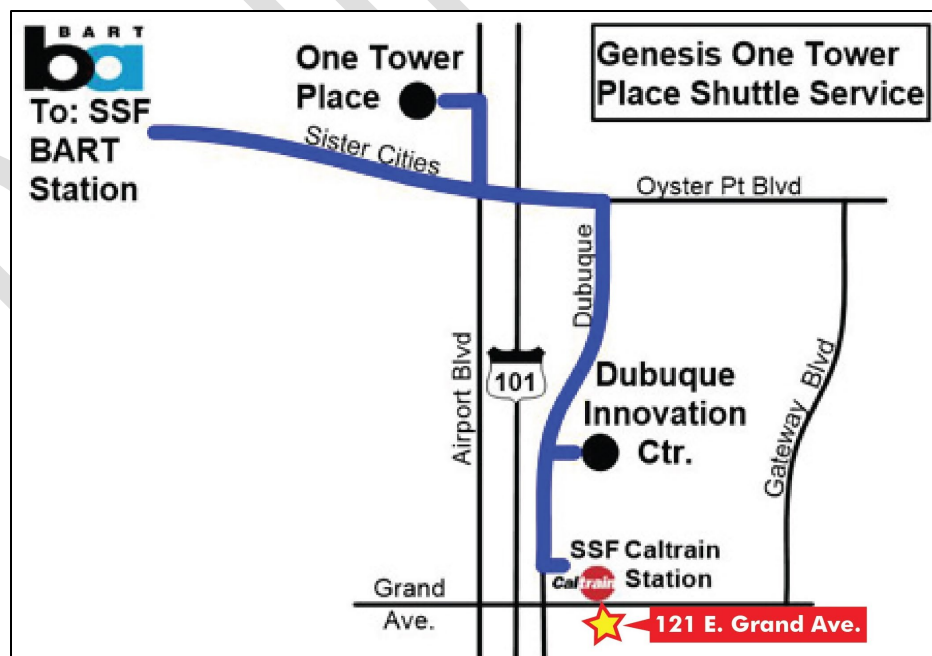 BART
ba
To: SSF
BART
Station
One Tower
Place
Genesis One Tower
Place Shuttle Service
Sister Cities
Oyster Pt Blvd
Dubuque
Airport Blvd
101
Dubuque
Innovation
Ctr.
Gateway Blvd
SSF Caltrain
Station
Caltrain
Grand
Ave.
121 E. Grand Ave.